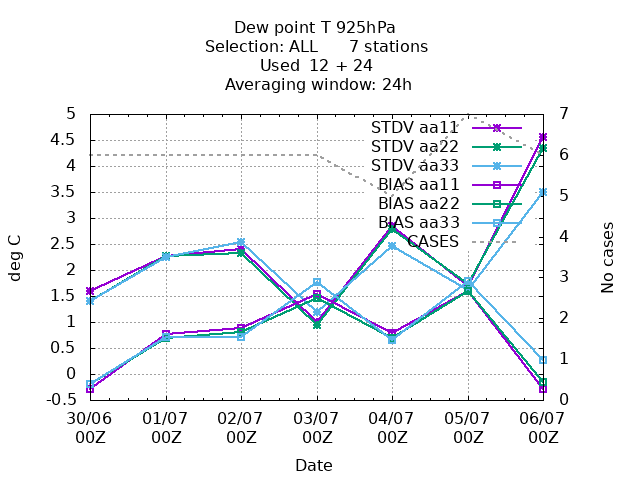 Dew point T 925hPa
Selection: ALL      7 stations
Used  12 + 24
Averaging window: 24h
STDV aa11
STDV aa22
STDV aa33
BIAS aa11
BIAS aa22
BIAS aa33
CASES
5
4.5
4
3.5
3
2.5
2
1.5
1
0.5
0
-0.5
deg C
7
6
5
4
3
2
1
0
No cases
30/06 01/07 02/07 03/07 04/07 05/07 06/07
00Z 00Z 00Z 00Z 00Z 00Z 00Z
Date